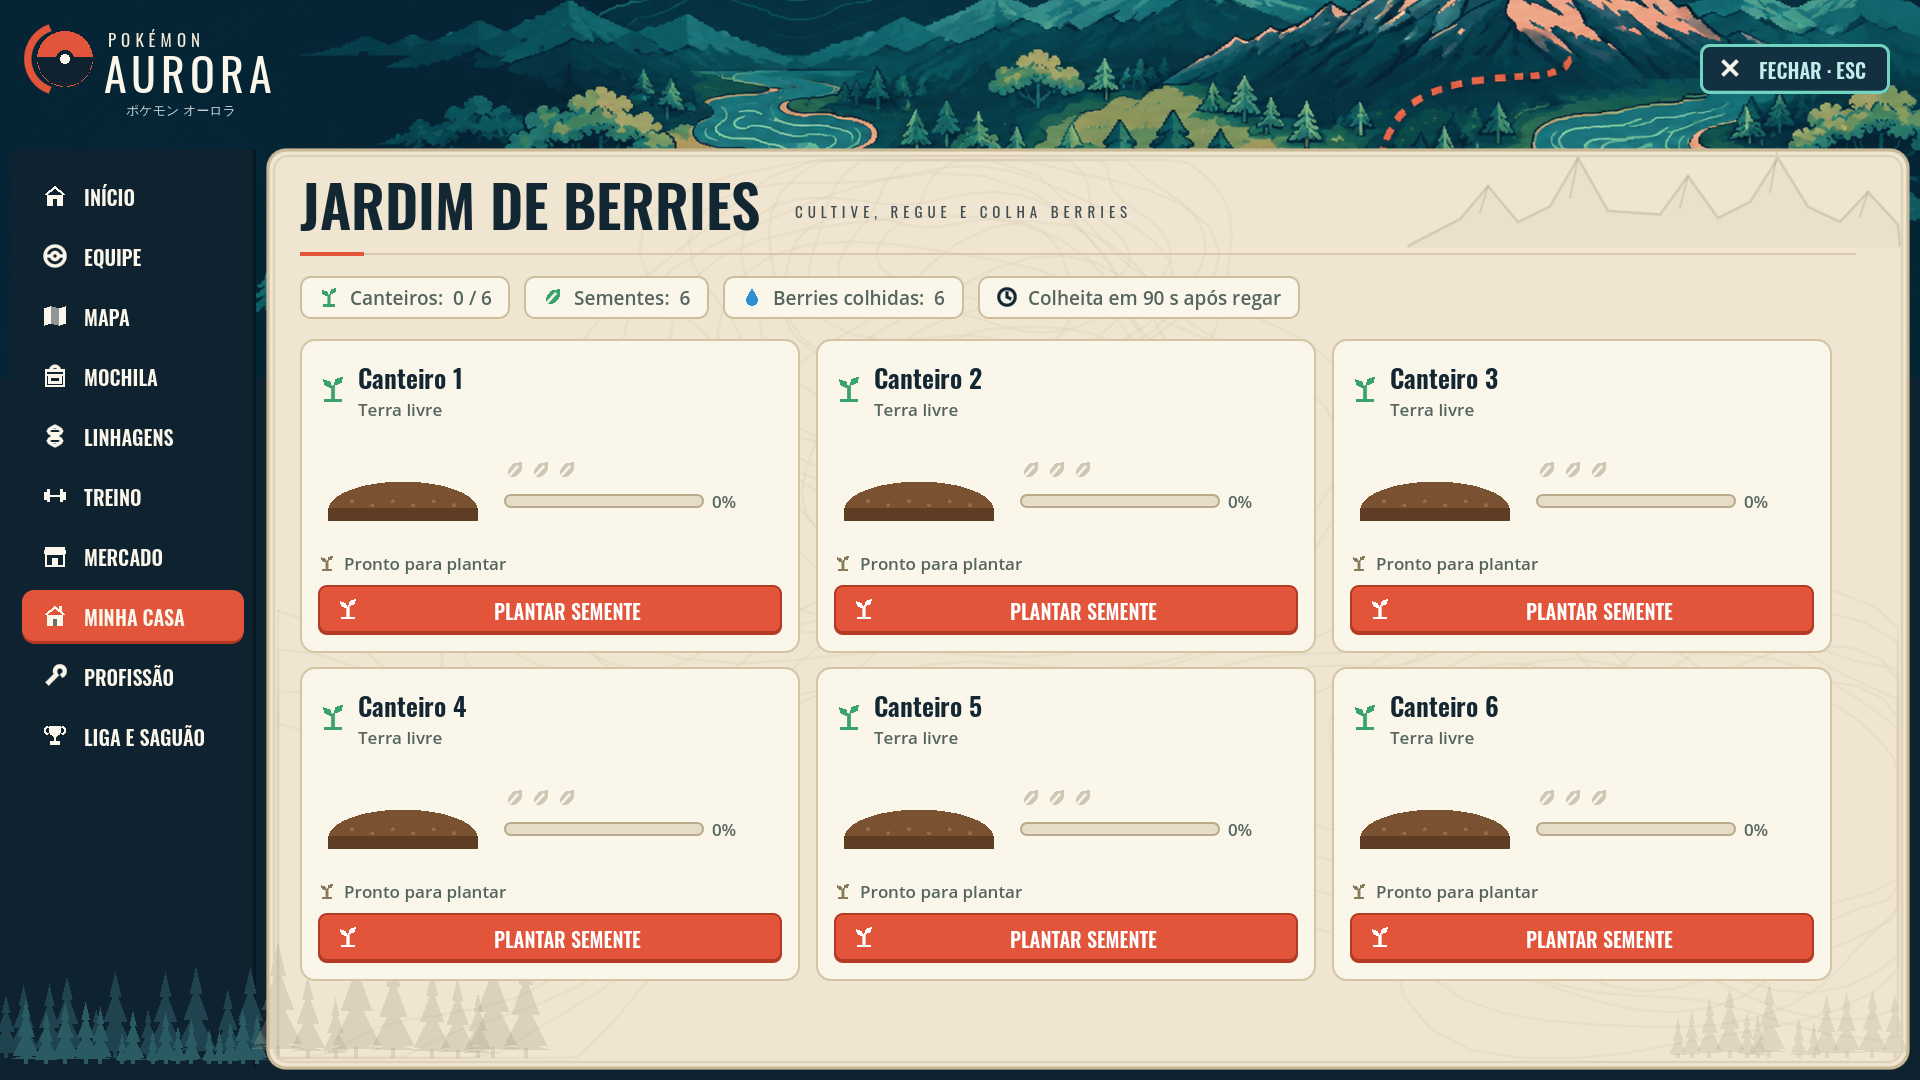 POKÉMON
AURORA
ポケモン オーロラ
FECHAR · ESC
INÍCIO
EQUIPE
MAPA
MOCHILA
LINHAGENS
TREINO
MERCADO
MINHA CASA
PROFISSÃO
LIGA E SAGUÃO
JARDIM DE BERRIES
CULTIVE, REGUE E COLHA BERRIES
Canteiros: 0 / 6
Sementes: 6
Berries colhidas: 6
Colheita em 90 s após regar
Canteiro 1
Terra livre
0%
Pronto para plantar
PLANTAR SEMENTE
Canteiro 2
Terra livre
0%
Pronto para plantar
PLANTAR SEMENTE
Canteiro 3
Terra livre
0%
Pronto para plantar
PLANTAR SEMENTE
Canteiro 4
Terra livre
0%
Pronto para plantar
PLANTAR SEMENTE
Canteiro 5
Terra livre
0%
Pronto para plantar
PLANTAR SEMENTE
Canteiro 6
Terra livre
0%
Pronto para plantar
PLANTAR SEMENTE